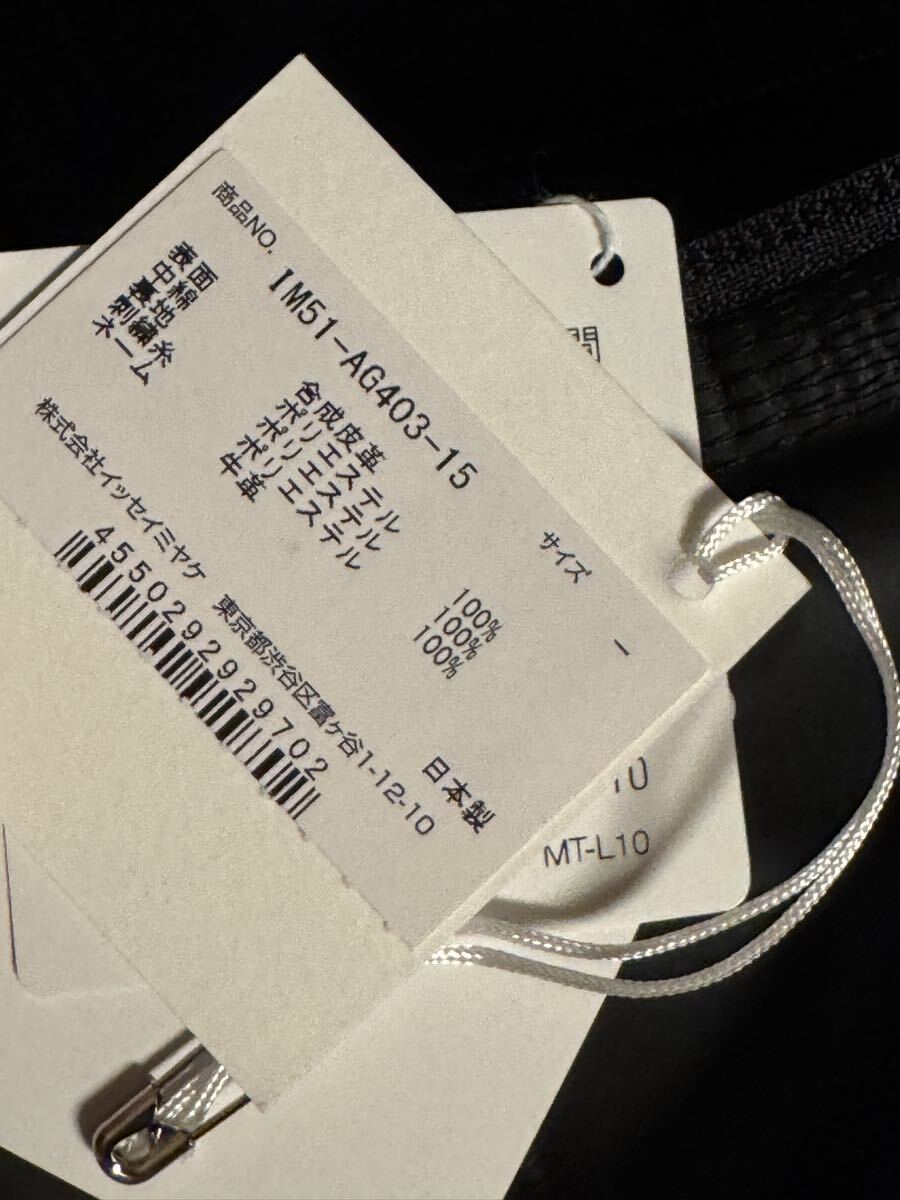 商品NO. IM51-AG403-15 サイズ -
表面 合成皮革
中綿 ポリエステル 100%
裏地 ポリエステル 100%
刺繍糸 ポリエステル 100%
ネーム 牛革
日本製
株式会社イッセイミヤケ 東京都渋谷区富ヶ谷1-12-10
4550292929702
間
10
MT-L10